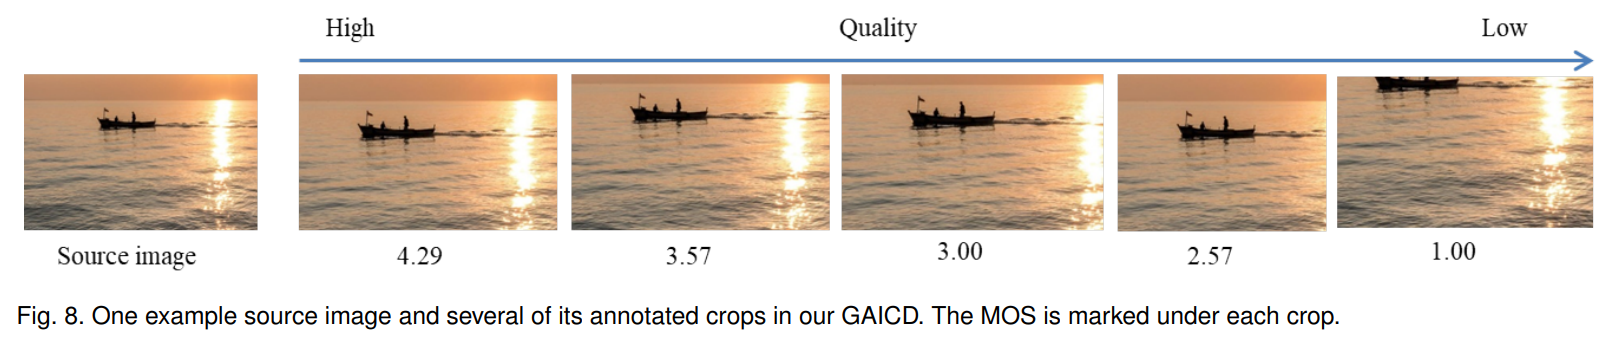 High Quality Low
Source image 4.29 3.57 3.00 2.57 1.00
Fig. 8. One example source image and several of its annotated crops in our GAICD. The MOS is marked under each crop.